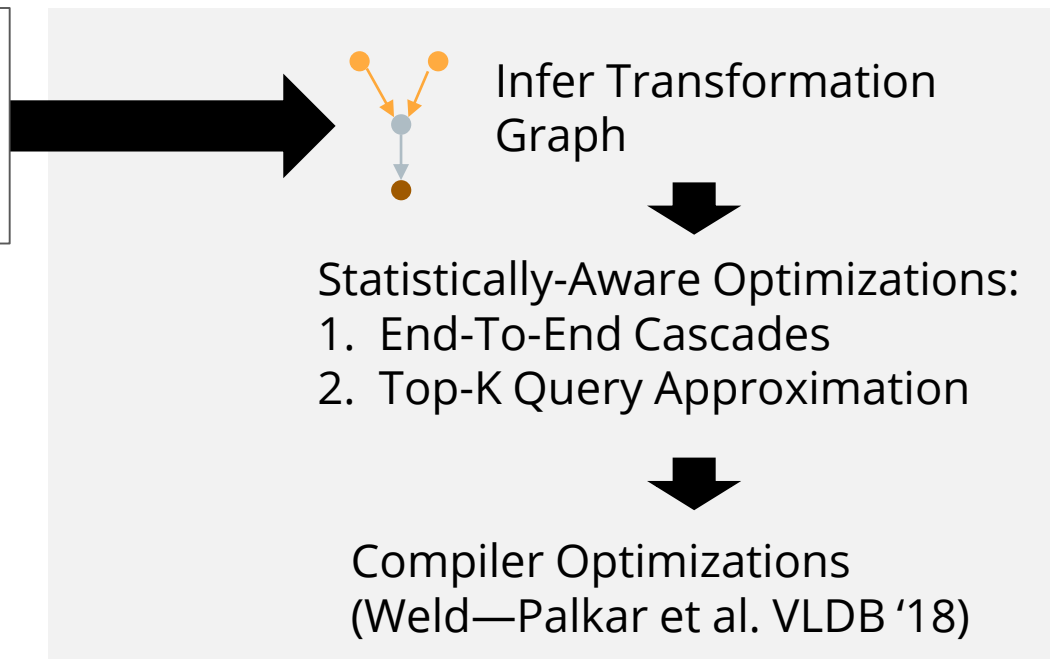 Infer Transformation
Graph
Statistically-Aware Optimizations:
1. End-To-End Cascades
2. Top-K Query Approximation
Compiler Optimizations
(Weld—Palkar et al. VLDB ‘18)